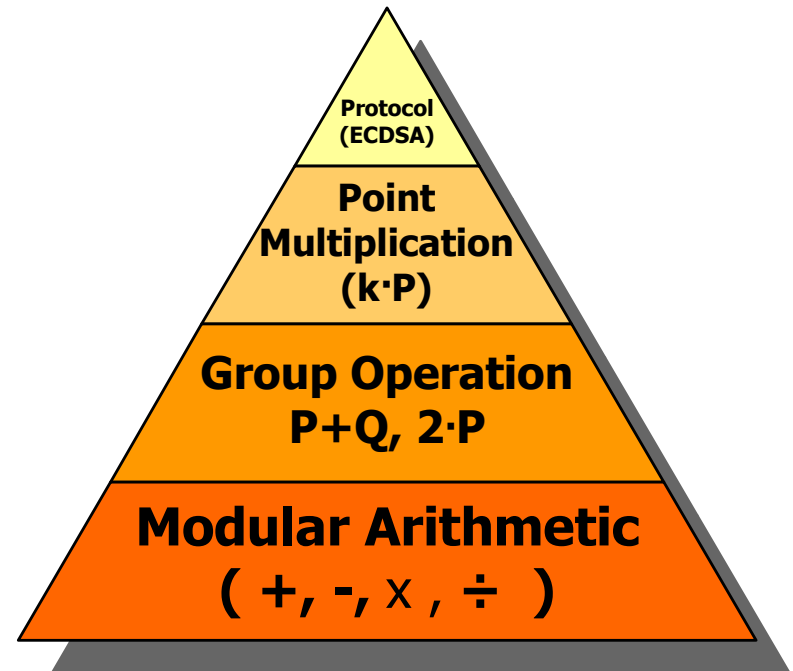 Protocol
(ECDSA)
Point
Multiplication
(k·P)
Group Operation
P+Q, 2·P
Modular Arithmetic
( +, -, x , ÷ )